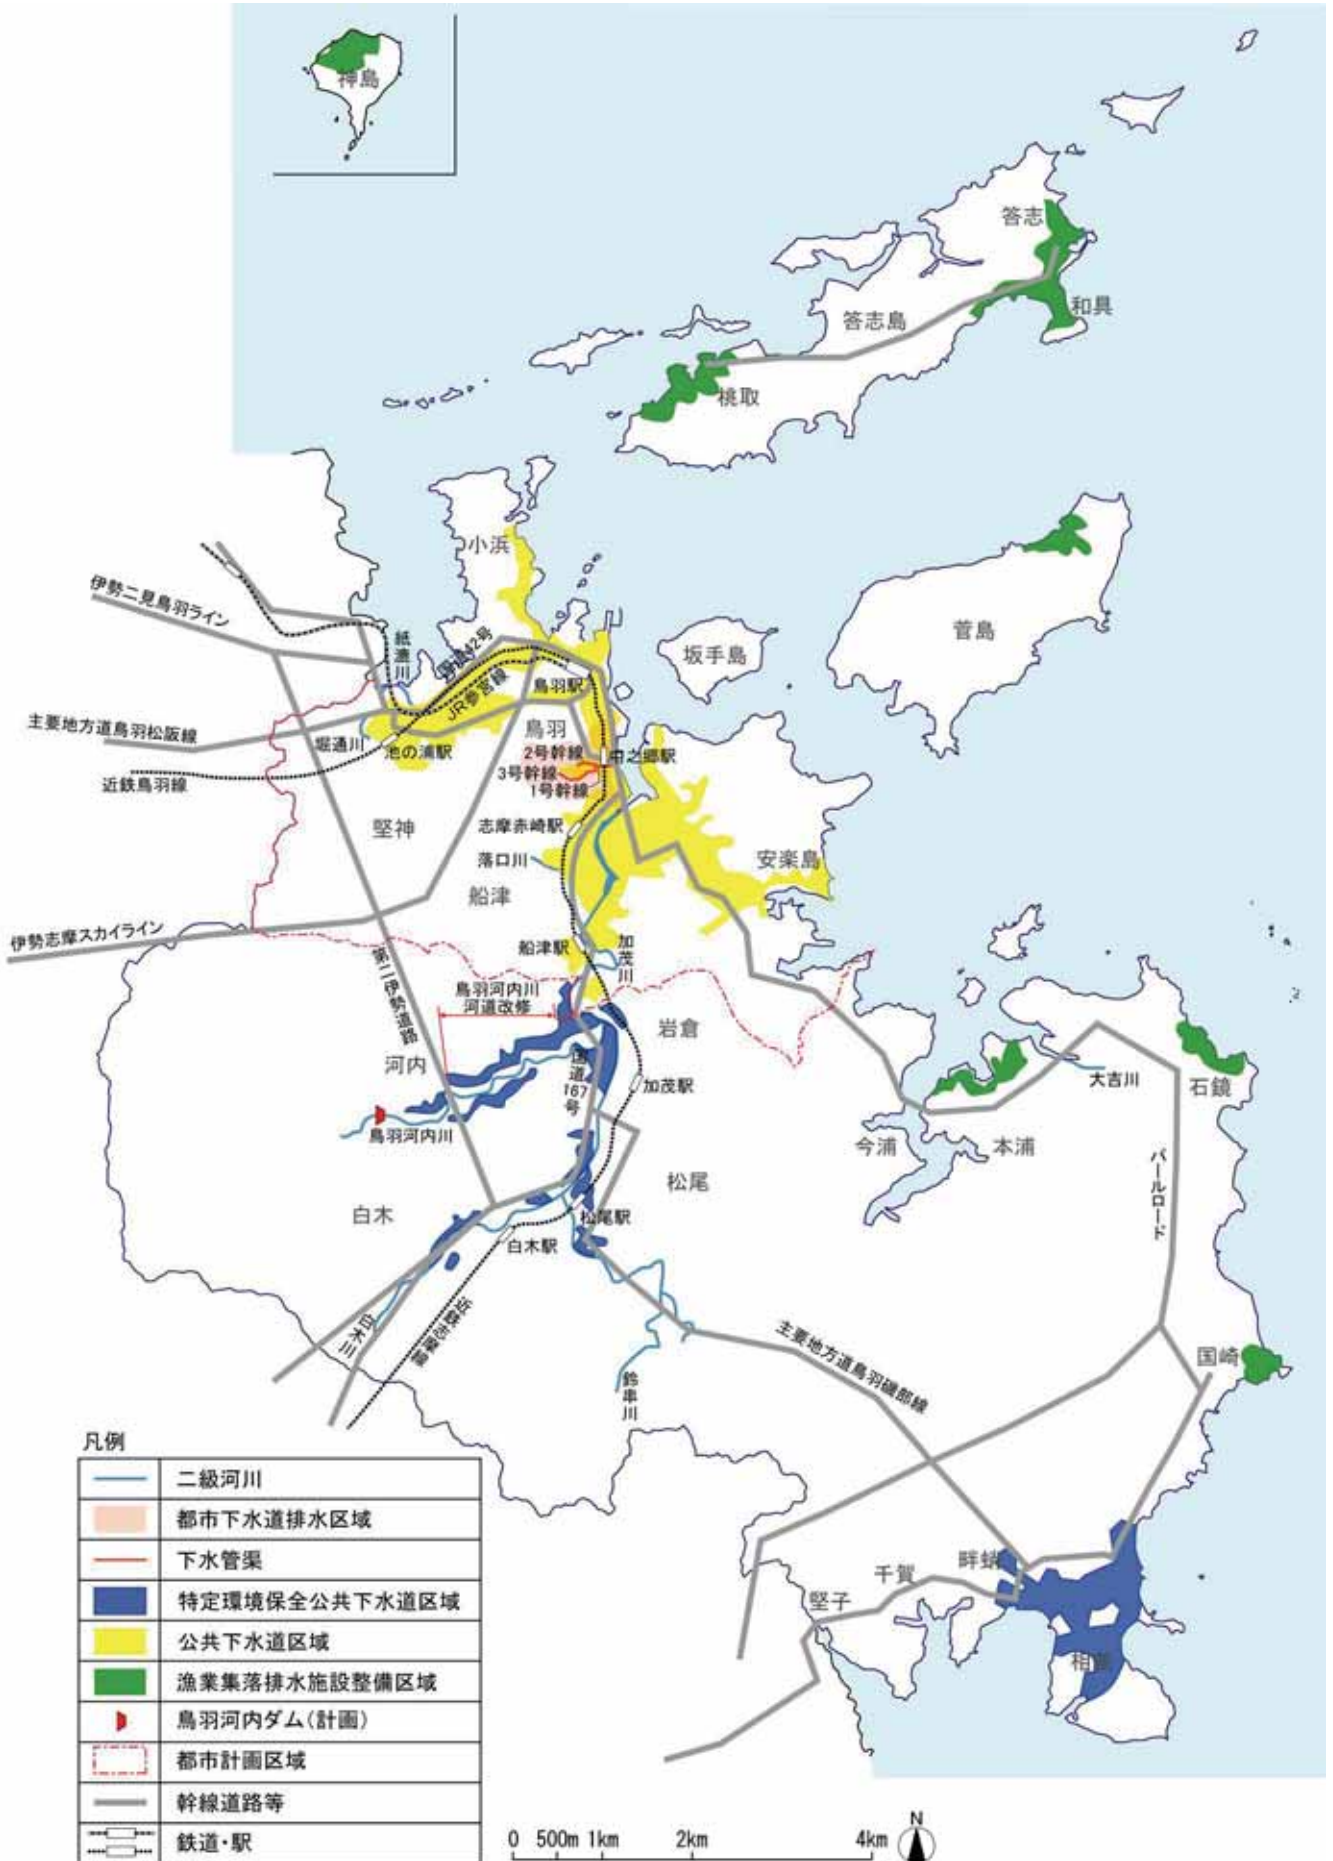 神島
答志
和具
答志島
桃取
小浜
菅島
坂手島
伊勢二見鳥羽ライン
紙漉川
国道42号
JR参宮線
鳥羽駅
主要地方道鳥羽松阪線
堀通川
池の浦駅
鳥羽
2号幹線
中之郷駅
3号幹線
1号幹線
近鉄鳥羽線
堅神
志摩赤崎駅
落口川
安楽島
船津
伊勢志摩スカイライン
船津駅
加茂川
第二伊勢道路
鳥羽河内川
河道改修
岩倉
河内
国道167号
加茂駅
大吉川
石鏡
鳥羽河内川
今浦
本浦
パールロード
松尾
白木
松尾駅
白木駅
白木川
近鉄志摩線
鈴串川
主要地方道鳥羽磯部線
国崎
畔蛸
千賀
堅子
相差
凡例
二級河川
都市下水道排水区域
下水管渠
特定環境保全公共下水道区域
公共下水道区域
漁業集落排水施設整備区域
鳥羽河内ダム(計画)
都市計画区域
幹線道路等
鉄道・駅
0 500m 1km 2km 4km
N